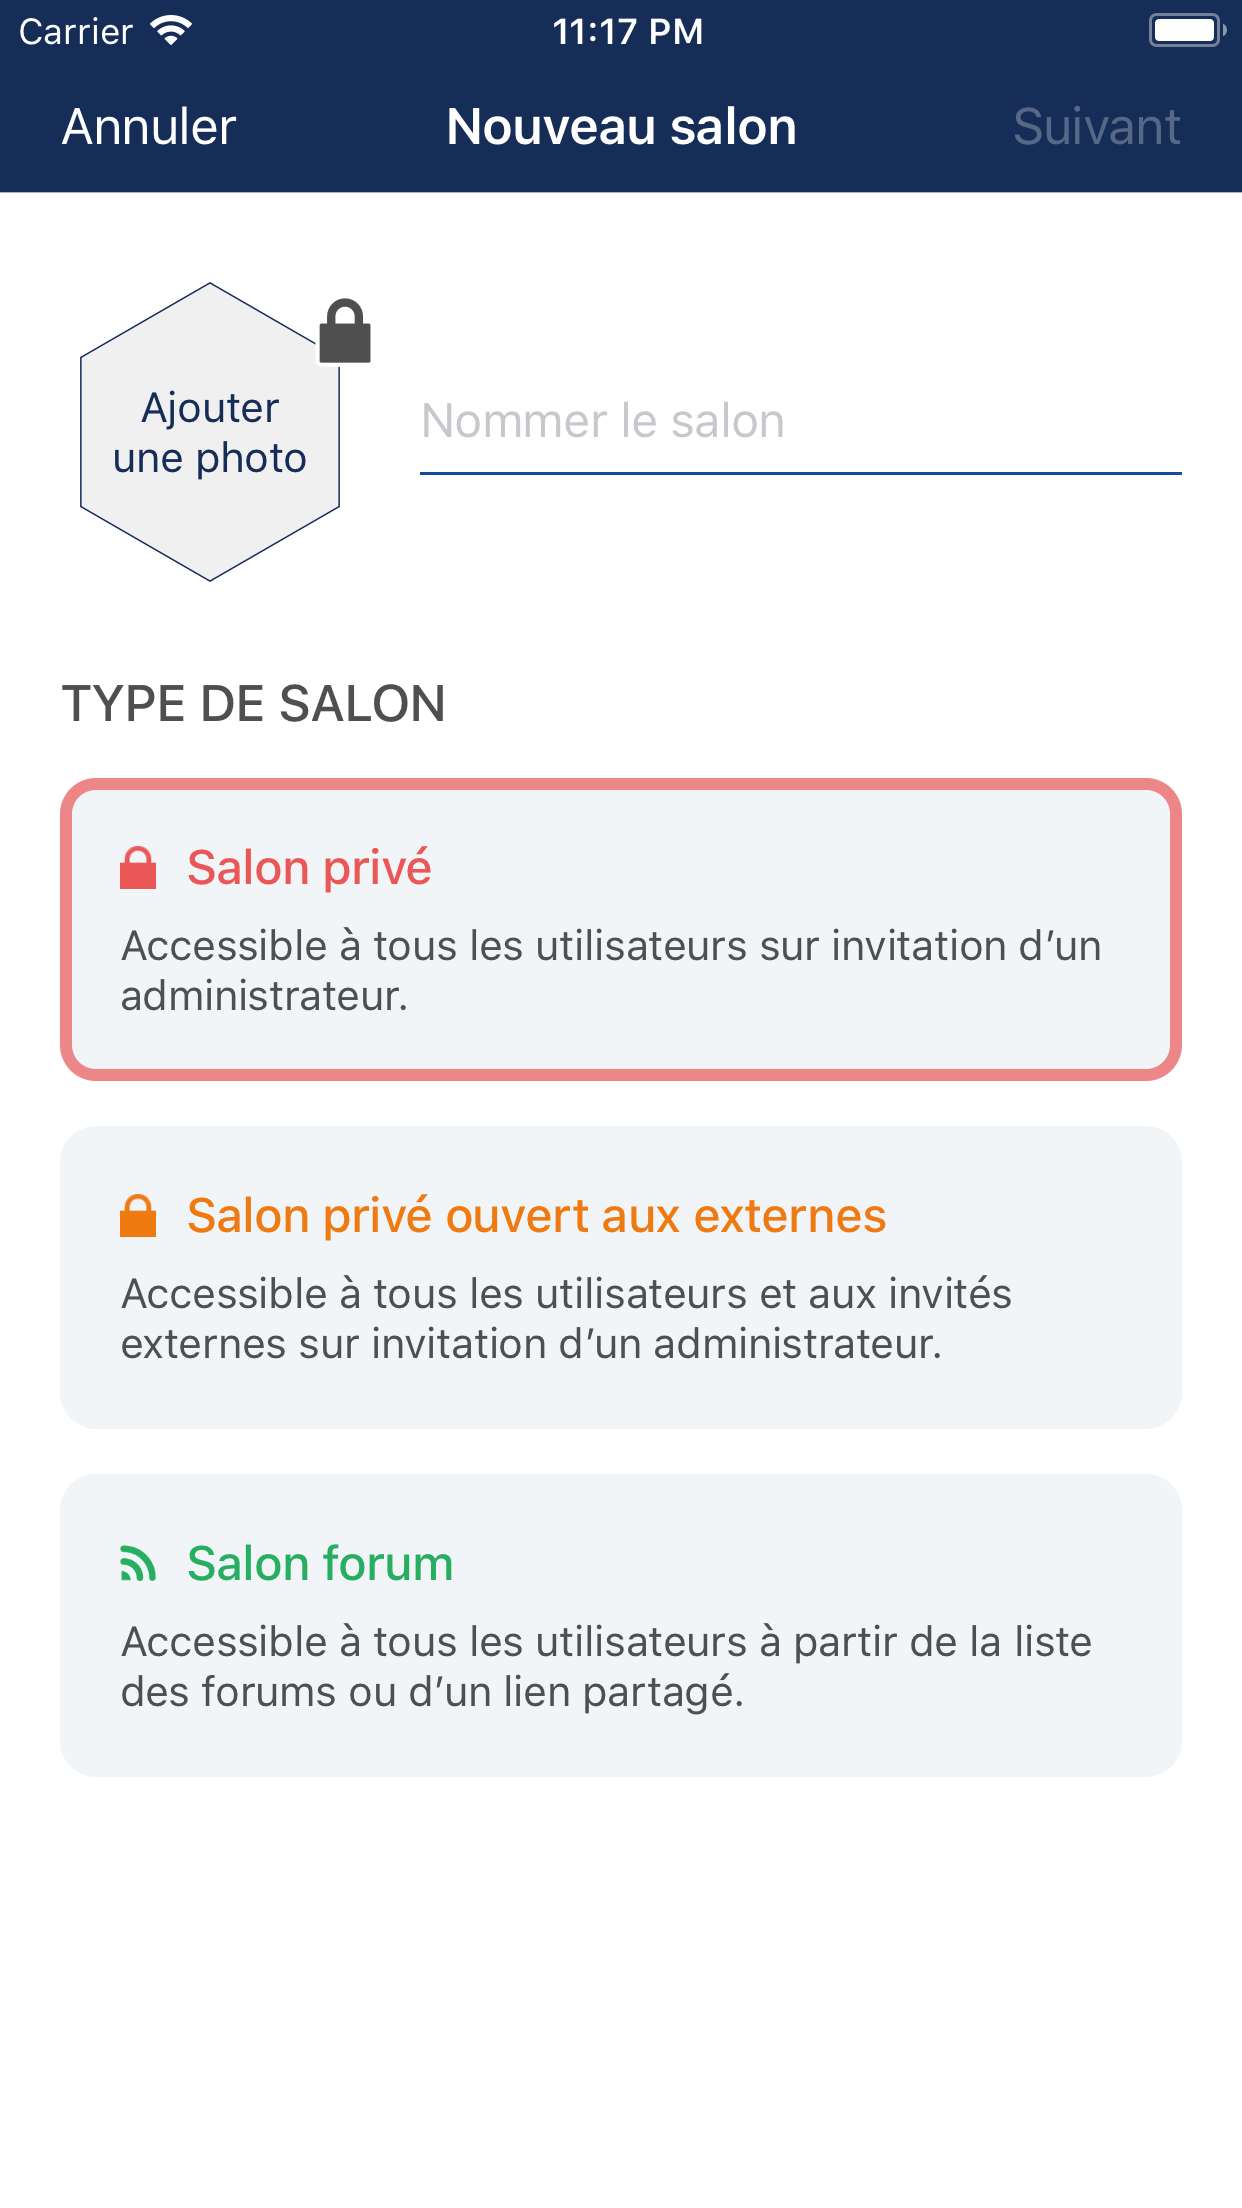 Carrier 11:17 PM
Annuler Nouveau salon Suivant
Ajouter
une photo
Nommer le salon
TYPE DE SALON
Salon privé
Accessible à tous les utilisateurs sur invitation d’un
administrateur.
Salon privé ouvert aux externes
Accessible à tous les utilisateurs et aux invités
externes sur invitation d’un administrateur.
Salon forum
Accessible à tous les utilisateurs à partir de la liste
des forums ou d’un lien partagé.